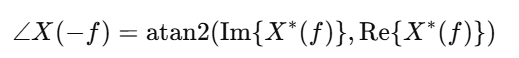 ∠X(−f) = atan2(Im{X*(f)}, Re{X*(f)})